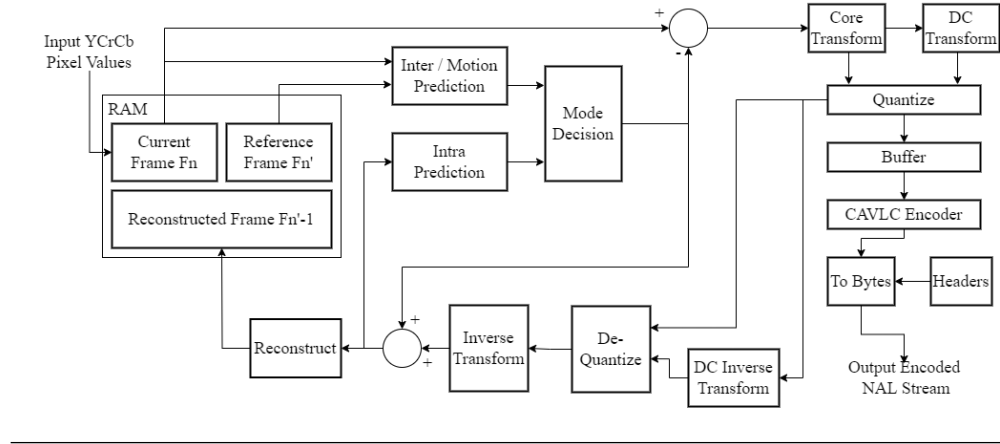 Input YCrCb
Pixel Values
RAM
Current
Frame Fn
Reference
Frame Fn'
Reconstructed Frame Fn'-1
Inter / Motion
Prediction
Intra
Prediction
Mode
Decision
+
-
Core
Transform
DC
Transform
Quantize
Buffer
CAVLC Encoder
To Bytes
Headers
Output Encoded
NAL Stream
DC Inverse
Transform
De-
Quantize
Inverse
Transform
+
+
Reconstruct